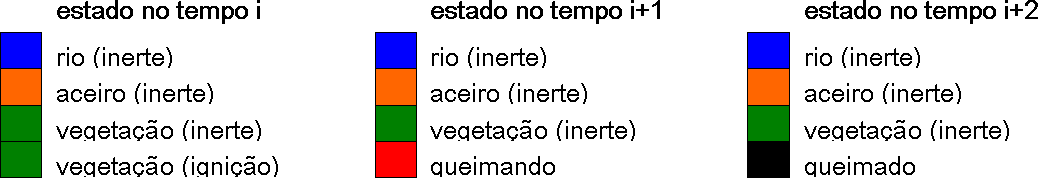 estado no tempo i
rio (inerte)
aceiro (inerte)
vegetação (inerte)
vegetação (ignição)
estado no tempo i+1
rio (inerte)
aceiro (inerte)
vegetação (inerte)
queimando
estado no tempo i+2
rio (inerte)
aceiro (inerte)
vegetação (inerte)
queimado